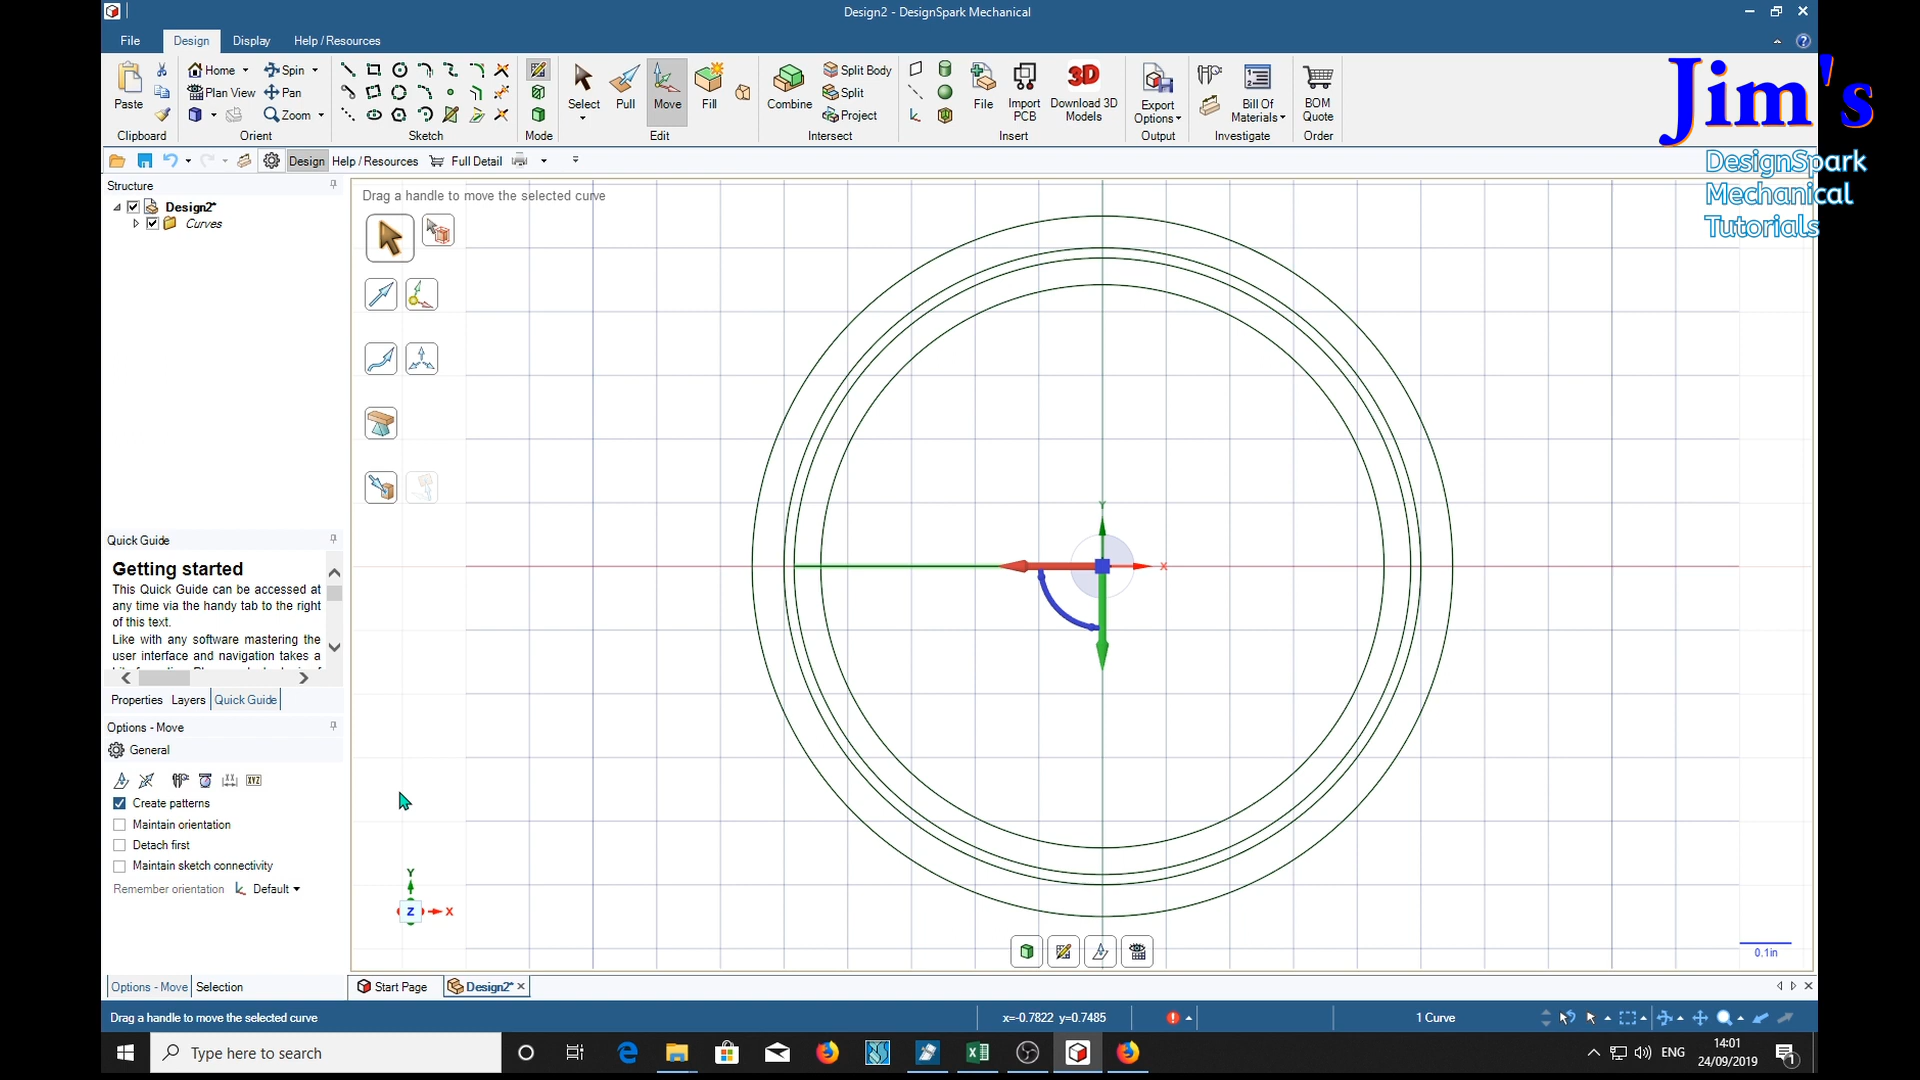 Design2 - DesignSpark Mechanical
File Design Display Help / Resources
Paste
Home Spin
Plan View Pan
Zoom
Select Pull Move Fill
Combine
Split Body
Split
Project
File Import PCB Download 3D Models
Export Options
Bill Of Materials
BOM Quote
Clipboard Orient Sketch Mode Edit Intersect Insert Output Investigate Order
Design Help / Resources Full Detail
Jim's
DesignSpark
Mechanical
Tutorials
Structure
Design2*
Curves
Drag a handle to move the selected curve
Y
X
Quick Guide
Getting started
This Quick Guide can be accessed at
any time via the handy tab to the right
of this text.
Like with any software mastering the
user interface and navigation takes a
Properties Layers Quick Guide
Options - Move
General
XYZ
Create patterns
Maintain orientation
Detach first
Maintain sketch connectivity
Remember orientation Default
Y
Z X
0.1in
Options - Move Selection
Start Page Design2*
Drag a handle to move the selected curve
x=-0.7822 y=0.7485
1 Curve
Type here to search
ENG
14:01
24/09/2019
1